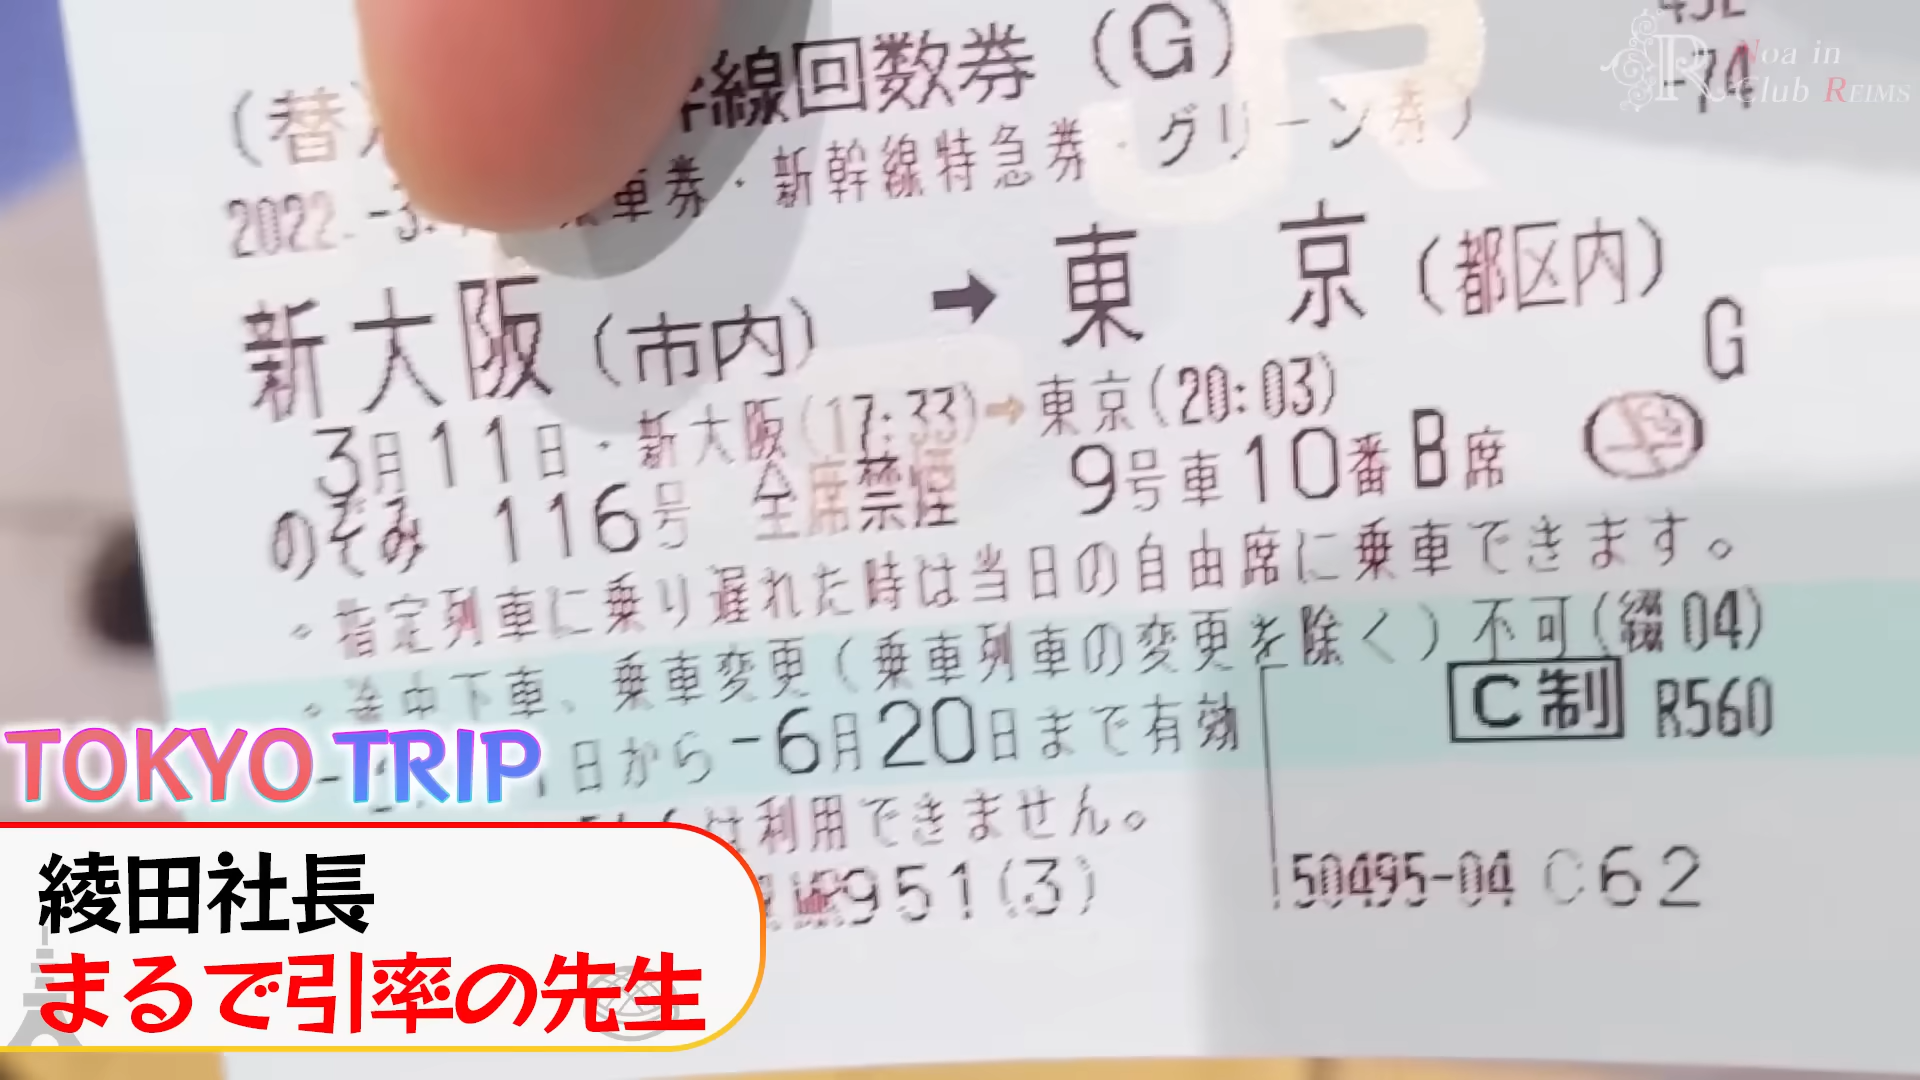 線回数券 (G)
Noa in
Club REIMS
-74
(替
2022.-3.
車券・新幹線特急券・グリーン券)
新大阪(市内) ➡ 東京(都区内)
G
3月11日・新大阪(17:33)➡東京(20:03)
のぞみ 116号 全席禁煙 9号車10番B席
・指定列車に乗り遅れた時は当日の自由席に乗車できます。
・途中下車、乗車変更(乗車列車の変更を除く)不可(綴04)
日から-6月20日まで有効
C制 R560
は利用できません。
951(3)
50495-04 C62
TOKYO TRIP
綾田社長
まるで引率の先生